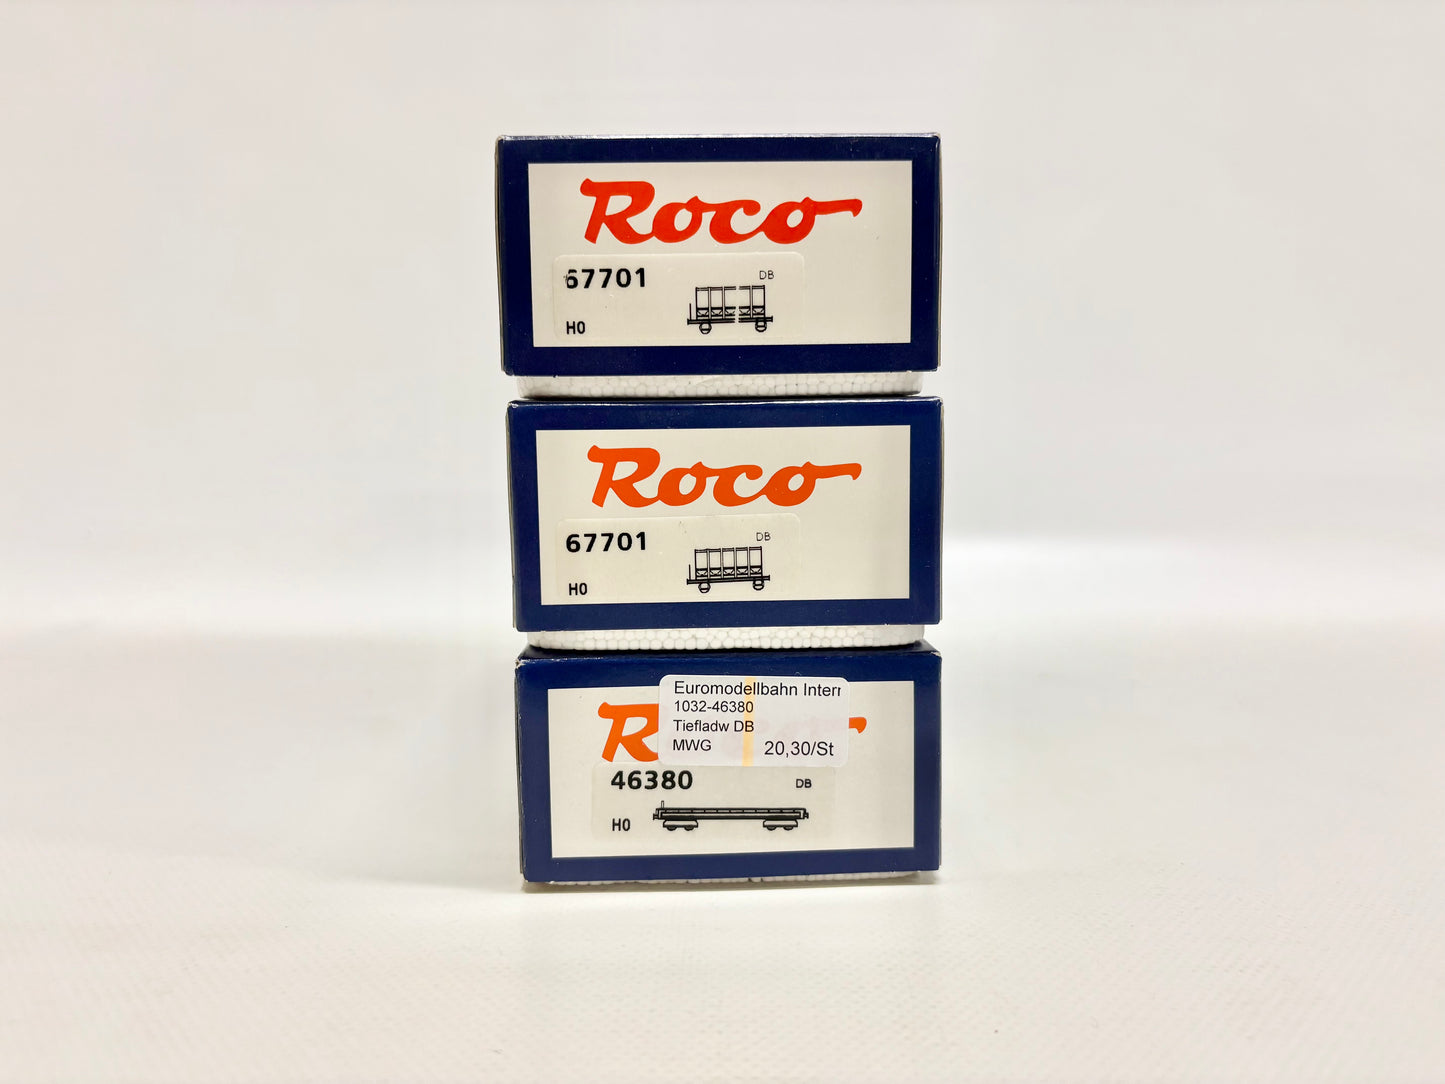 Roco
67701 DB
H0
Roco
67701 DB
H0
Euromodellbahn Intern
1032-46380
Tiefladw DB
MWG 20,30/St
46380 DB
H0